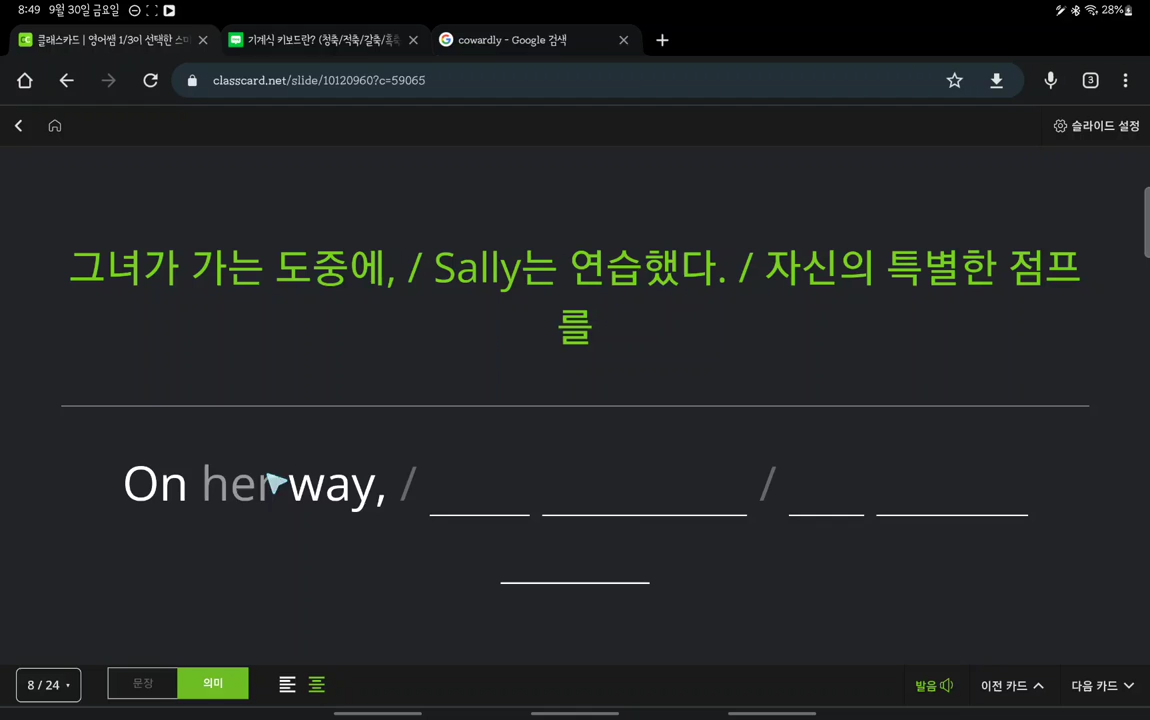 8:49 9월 30일 금요일 28%
클래스카드 | 영어쌤 1/3이 선택한 스마
기계식 키보드란? (청축/적축/갈축/흑축
cowardly - Google 검색
classcard.net/slide/10120960?c=59065
3
슬라이드 설정
그녀가 가는 도중에, / Sally는 연습했다. / 자신의 특별한 점프
를
On her way, / /
8 / 24
문장 의미
발음 이전 카드 다음 카드